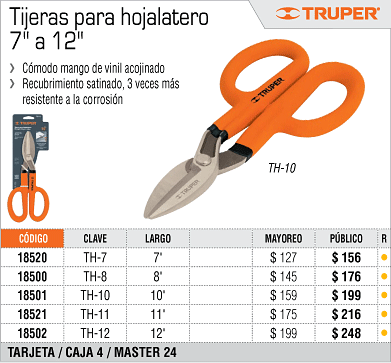 Tijeras para hojalatero
7" a 12"
TRUPER
› Cómodo mango de vinil acojinado
› Recubrimiento satinado, 3 veces más
resistente a la corrosión
TRUPER
TRUPER
TH-10
CÓDIGO CLAVE LARGO MAYOREO PÚBLICO R
18520 TH-7 7' $ 127 $ 156
18500 TH-8 8' $ 145 $ 176
18501 TH-10 10' $ 159 $ 199
18521 TH-11 11' $ 175 $ 216
18502 TH-12 12' $ 199 $ 248
TARJETA / CAJA 4 / MASTER 24